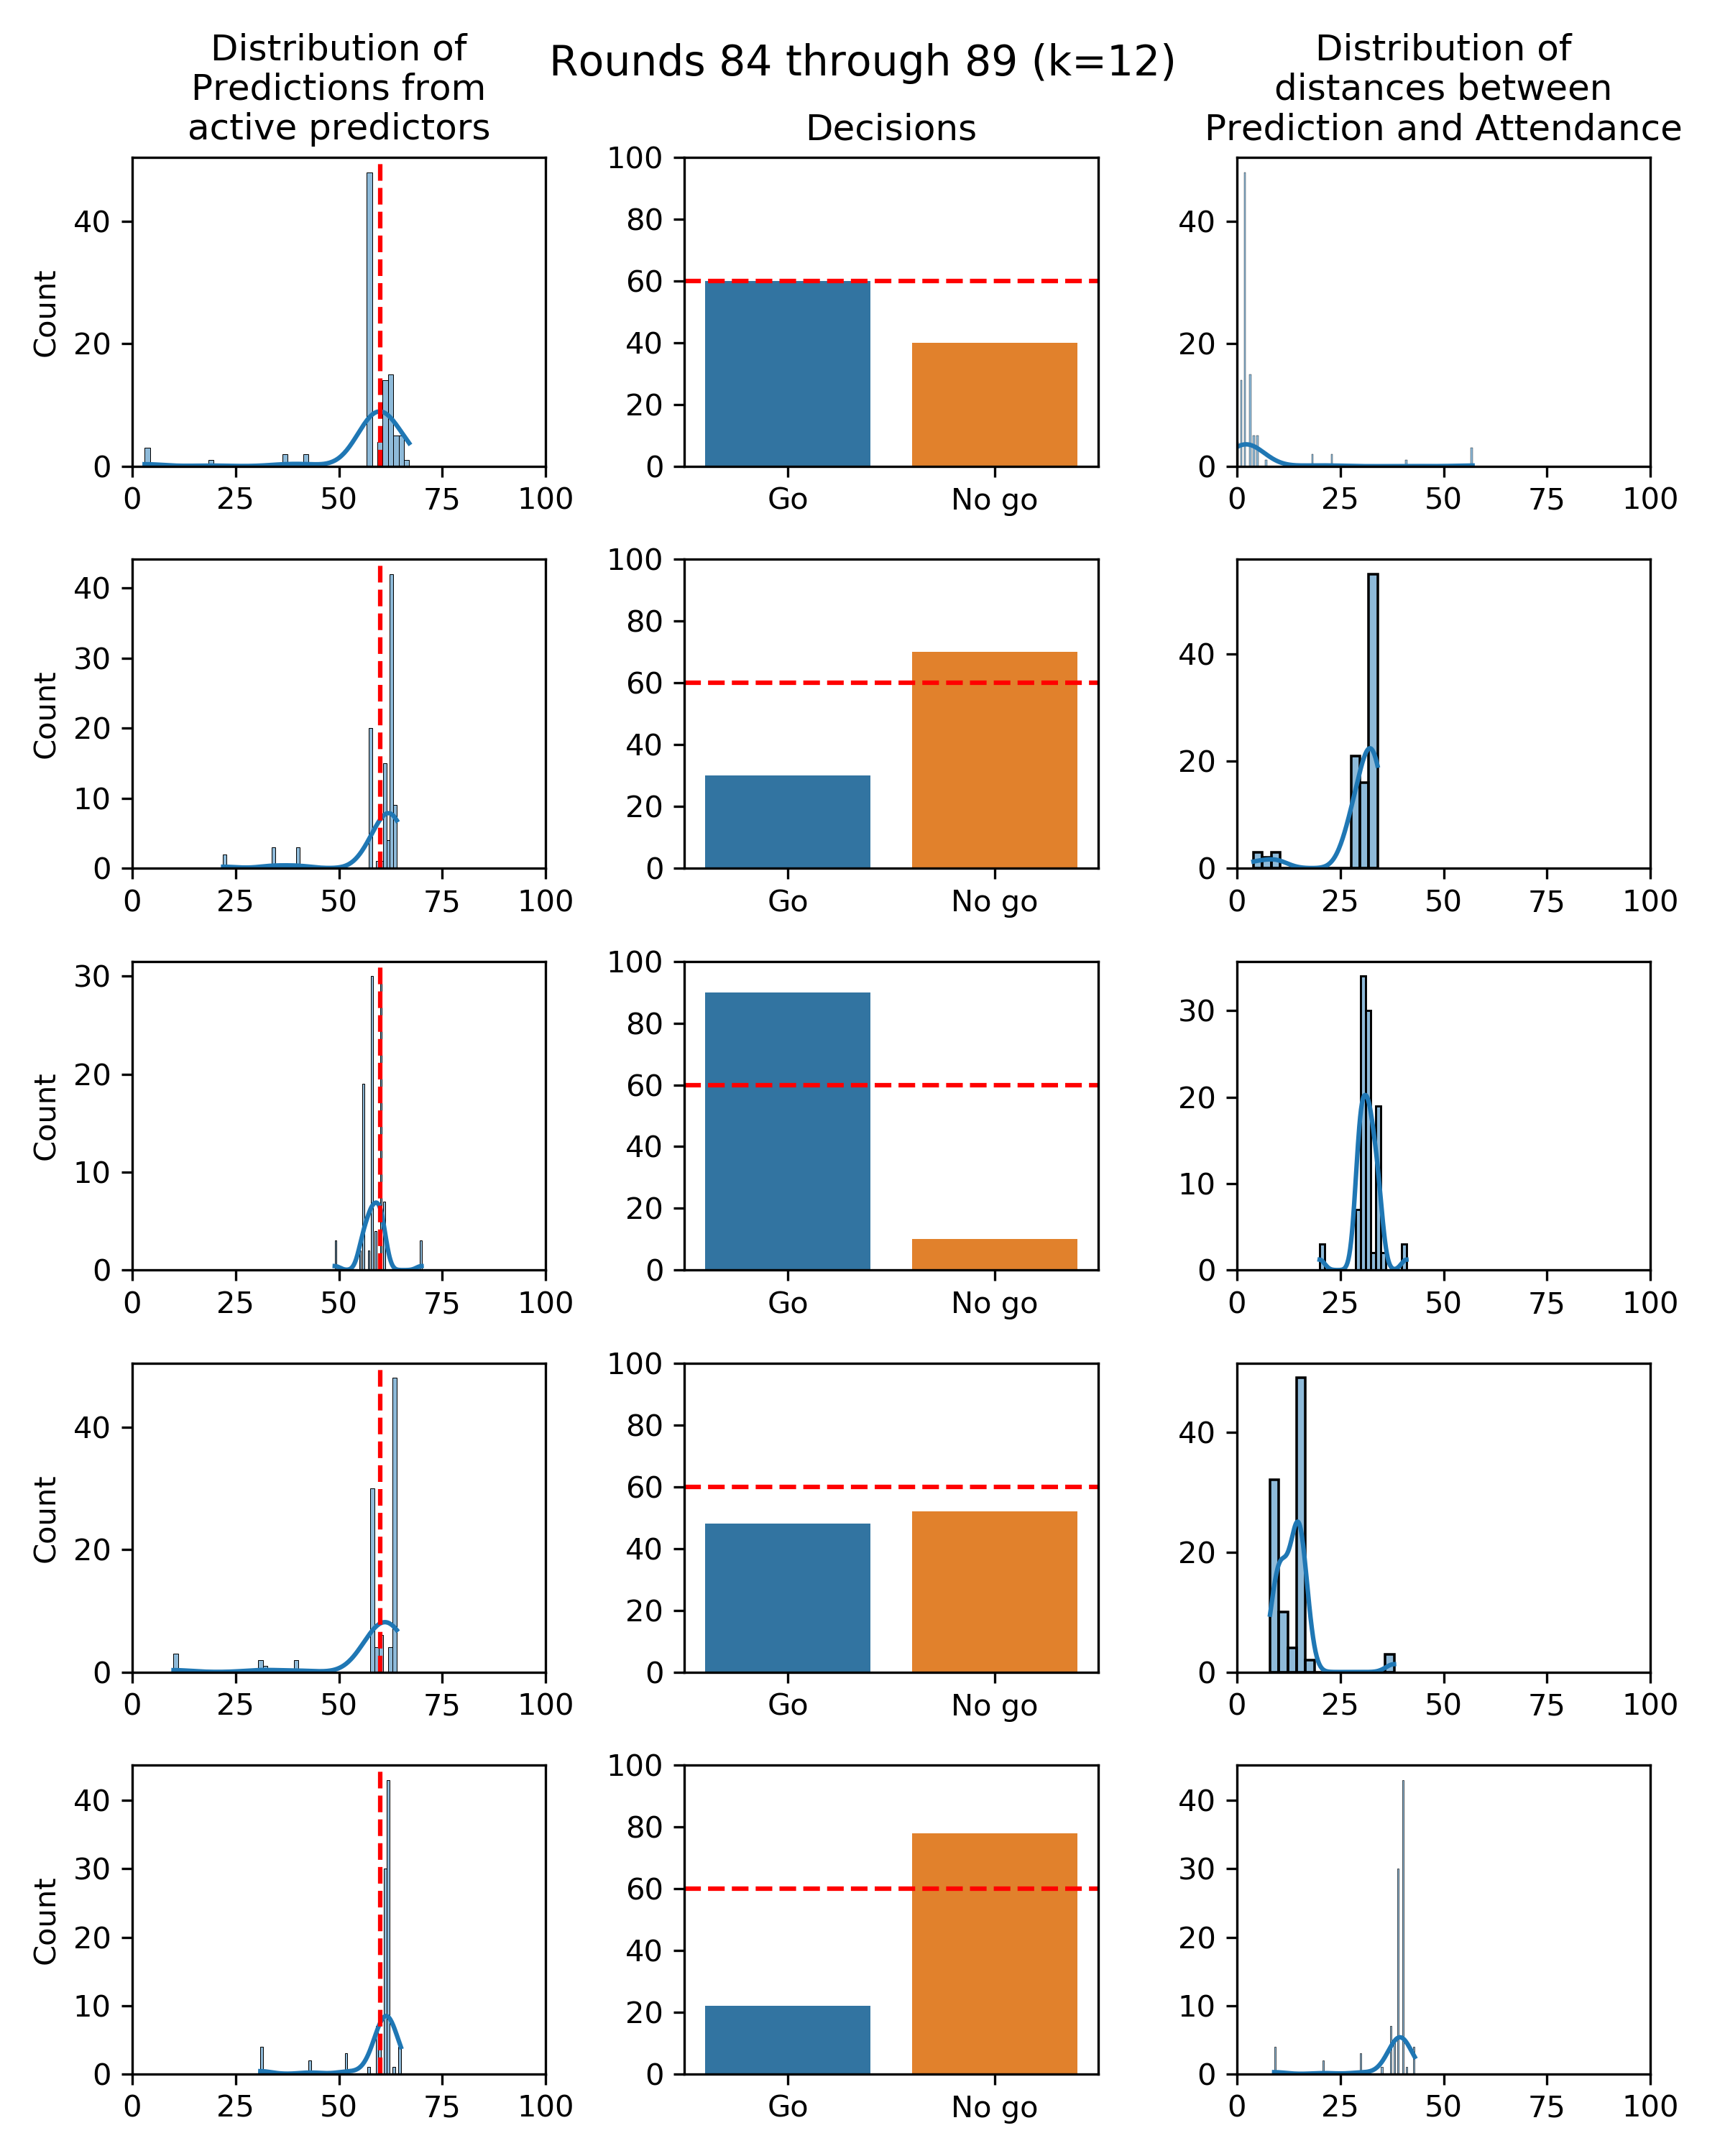 Distribution of
Predictions from
active predictors
Rounds 84 through 89 (k=12)
Decisions
Distribution of
distances between
Prediction and Attendance
Count
40
20
0
0 25 50 75 100
100
80
60
40
20
0
Go No go
40
20
0
0 25 50 75 100
Count
40
30
20
10
0
0 25 50 75 100
100
80
60
40
20
0
Go No go
40
20
0
0 25 50 75 100
Count
30
20
10
0
0 25 50 75 100
100
80
60
40
20
0
Go No go
30
20
10
0
0 25 50 75 100
Count
40
20
0
0 25 50 75 100
100
80
60
40
20
0
Go No go
40
20
0
0 25 50 75 100
Count
40
30
20
10
0
0 25 50 75 100
100
80
60
40
20
0
Go No go
40
30
20
10
0
0 25 50 75 100